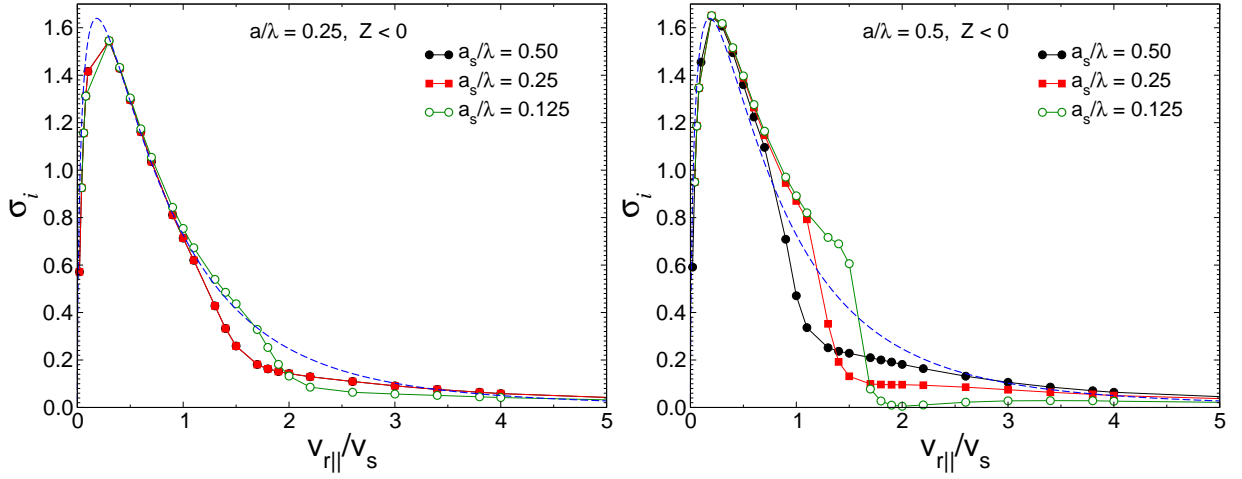 a/λ = 0.25, Z < 0
a_s/λ = 0.50
a_s/λ = 0.25
a_s/λ = 0.125
σ_i
1.6
1.4
1.2
1.0
0.8
0.6
0.4
0.2
0.0
0 1 2 3 4 5
v_r||/v_s
a/λ = 0.5, Z < 0
a_s/λ = 0.50
a_s/λ = 0.25
a_s/λ = 0.125
σ_i
1.6
1.4
1.2
1.0
0.8
0.6
0.4
0.2
0.0
0 1 2 3 4 5
v_r||/v_s